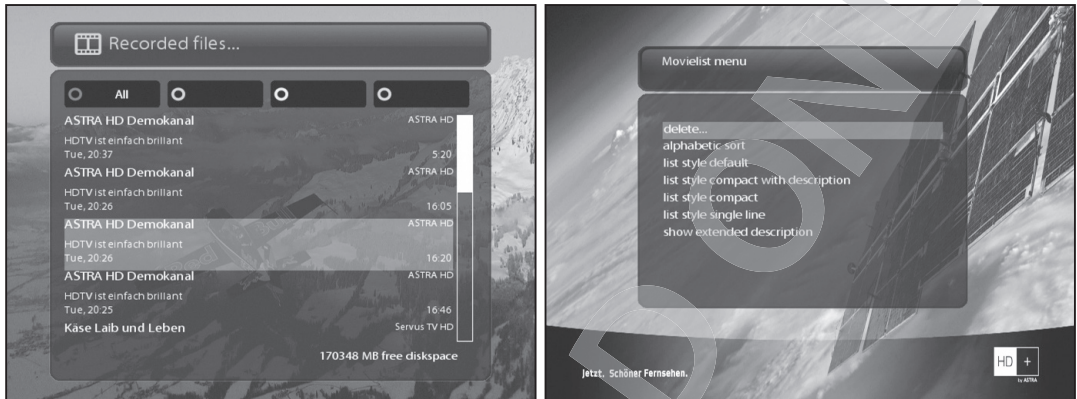 Recorded files...
All
ASTRA HD Demokanal ASTRA HD
HDTV ist einfach brillant
Tue, 20:37 5:20
ASTRA HD Demokanal ASTRA HD
HDTV ist einfach brillant
Tue, 20:26 16:05
ASTRA HD Demokanal ASTRA HD
HDTV ist einfach brillant
Tue, 20:26 16:20
ASTRA HD Demokanal ASTRA HD
HDTV ist einfach brillant
Tue, 20:25 16:46
Käse Laib und Leben Servus TV HD
170348 MB free diskspace
Movielist menu
delete...
alphabetic sort
list style default
list style compact with description
list style compact
list style single line
show extended description
Jetzt. Schöner Fernsehen.
HD +
by ASTRA